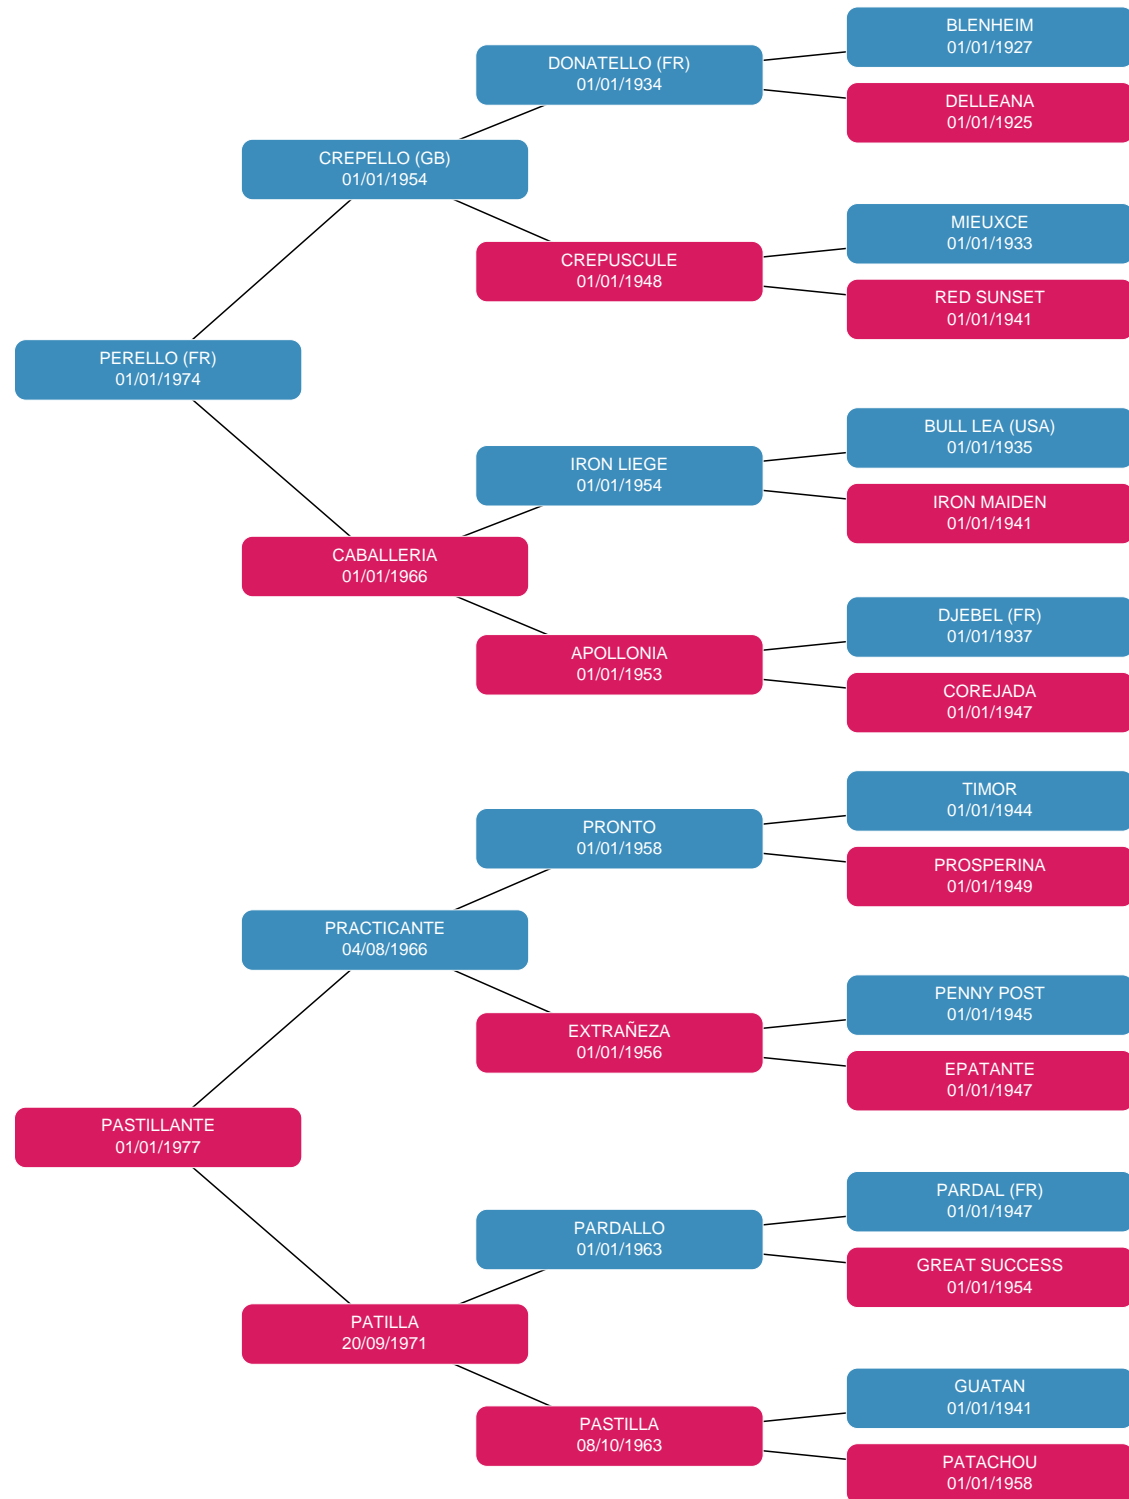 BLENHEIM
01/01/1927
DONATELLO (FR)
01/01/1934
DELLEANA
01/01/1925
CREPELLO (GB)
01/01/1954
MIEUXCE
01/01/1933
CREPUSCULE
01/01/1948
RED SUNSET
01/01/1941
PERELLO (FR)
01/01/1974
BULL LEA (USA)
01/01/1935
IRON LIEGE
01/01/1954
IRON MAIDEN
01/01/1941
CABALLERIA
01/01/1966
DJEBEL (FR)
01/01/1937
APOLLONIA
01/01/1953
COREJADA
01/01/1947
TIMOR
01/01/1944
PRONTO
01/01/1958
PROSPERINA
01/01/1949
PRACTICANTE
04/08/1966
PENNY POST
01/01/1945
EXTRAÑEZA
01/01/1956
EPATANTE
01/01/1947
PASTILLANTE
01/01/1977
PARDAL (FR)
01/01/1947
PARDALLO
01/01/1963
GREAT SUCCESS
01/01/1954
PATILLA
20/09/1971
GUATAN
01/01/1941
PASTILLA
08/10/1963
PATACHOU
01/01/1958